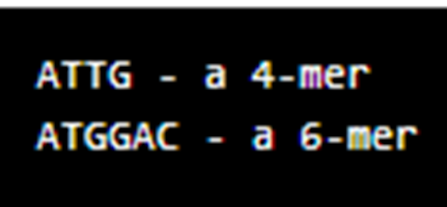 ATTG - a 4-mer
ATGGAC - a 6-mer